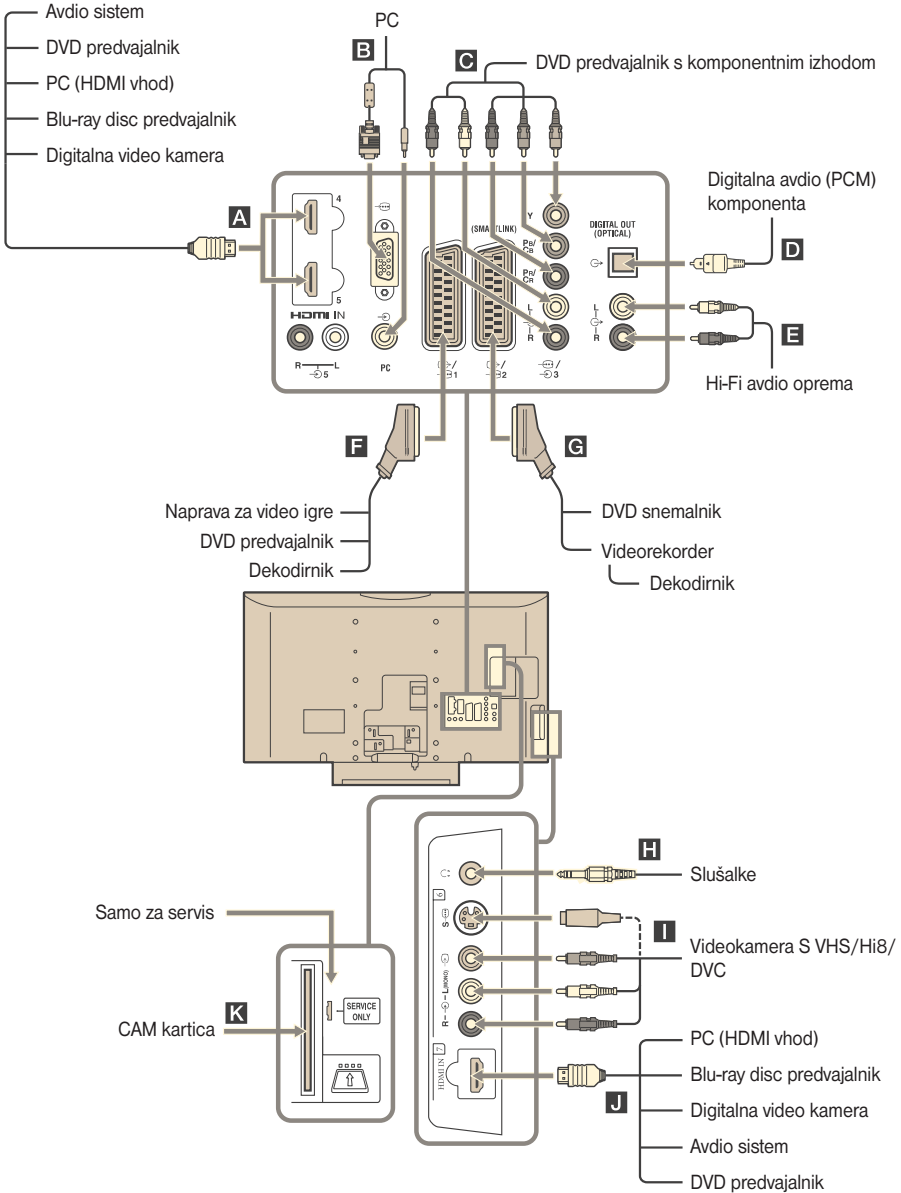 Avdio sistem
DVD predvajalnik
PC (HDMI vhod)
Blu-ray disc predvajalnik
Digitalna video kamera
PC
B
C
DVD predvajalnik s komponentnim izhodom
A
4
5
HDMI IN
R L
5
PC
(SMARTLINK)
1
2
Y
PB/
CB
PR/
CR
L
R
3
DIGITAL OUT
(OPTICAL)
L
R
Digitalna avdio (PCM)
komponenta
D
E
Hi-Fi avdio oprema
F
G
Naprava za video igre
DVD predvajalnik
Dekodirnik
DVD snemalnik
Videorekorder
Dekodirnik
H
Slušalke
6
S
I
Videokamera S VHS/Hi8/
DVC
L(MONO)
R
7
HDMI IN
J
PC (HDMI vhod)
Blu-ray disc predvajalnik
Digitalna video kamera
Avdio sistem
DVD predvajalnik
Samo za servis
SERVICE
ONLY
CAM kartica
K